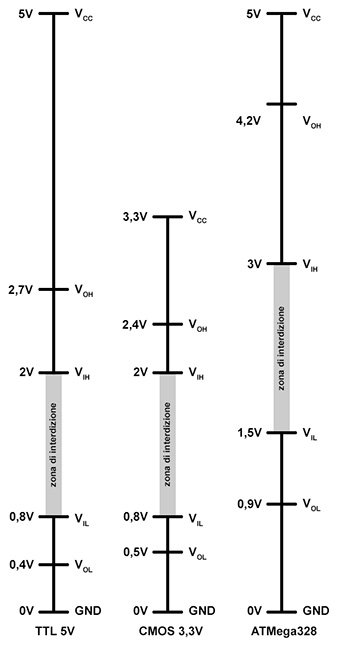 5V VCC
2,7V VOH
2V VIH
zona di interdizione
0,8V VIL
0,4V VOL
0V GND
TTL 5V
3,3V VCC
2,4V VOH
2V VIH
zona di interdizione
0,8V VIL
0,5V VOL
0V GND
CMOS 3,3V
5V VCC
4,2V VOH
3V VIH
zona di interdizione
1,5V VIL
0,9V VOL
0V GND
ATMega328